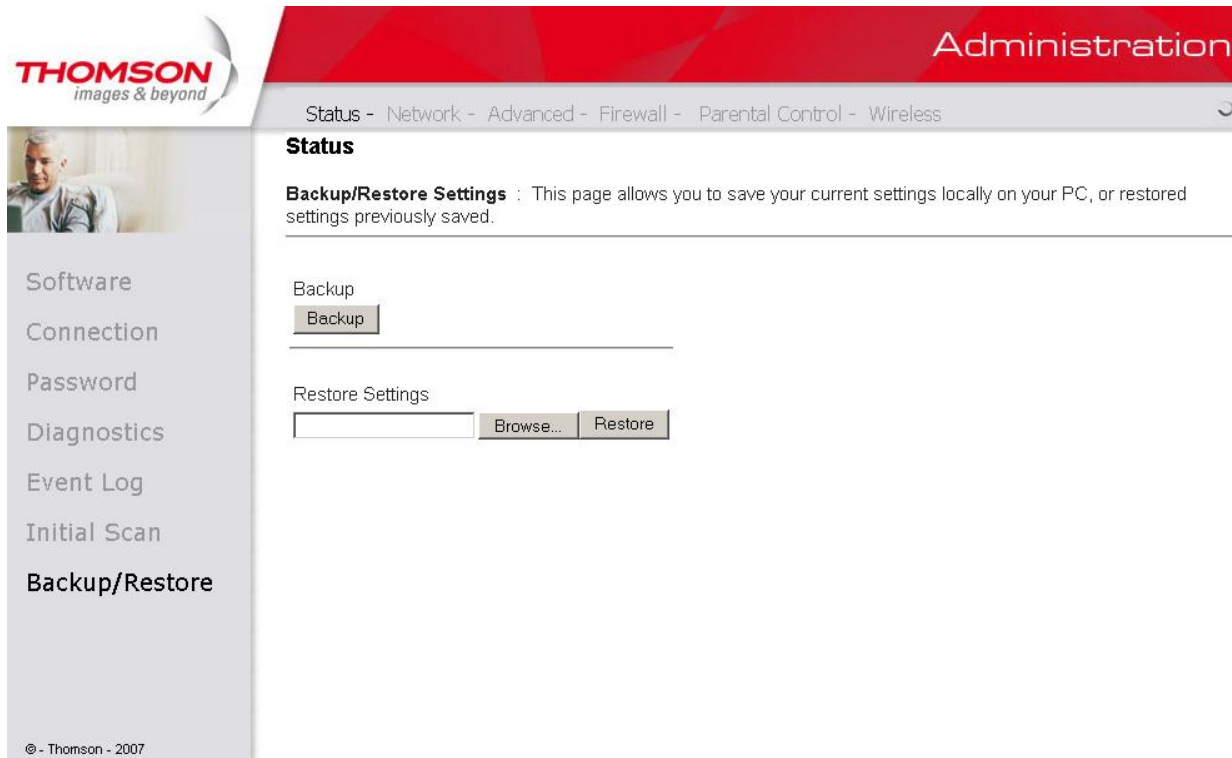 THOMSON
images & beyond
Administration
Status - Network - Advanced - Firewall - Parental Control - Wireless
Status
Backup/Restore Settings : This page allows you to save your current settings locally on your PC, or restored
settings previously saved.
Software
Connection
Password
Diagnostics
Event Log
Initial Scan
Backup/Restore
Backup
Backup
Restore Settings
Browse... Restore
© - Thomson - 2007